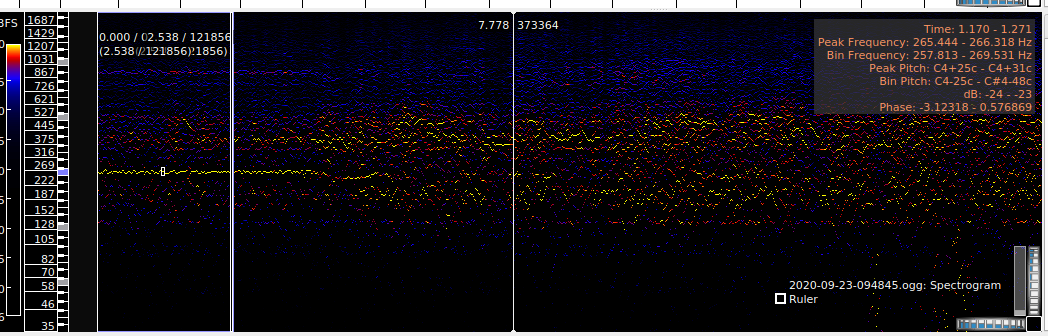 3FS
1687
1429
1207
1031
867
726
621
527
445
375
316
269
222
187
152
128
105
82
70
58
46
35
0.000 / 0
2.538 / 121856
(2.538 /
7.778
373364
Time: 1.170 - 1.271
Peak Frequency: 265.444 - 266.318 Hz
Bin Frequency: 257.813 - 269.531 Hz
Peak Pitch: C4+25c - C4+31c
Bin Pitch: C4-25c - C#4-48c
dB: -24 - -23
Phase: -3.12318 - 0.576869
2020-09-23-094845.ogg: Spectrogram
Ruler